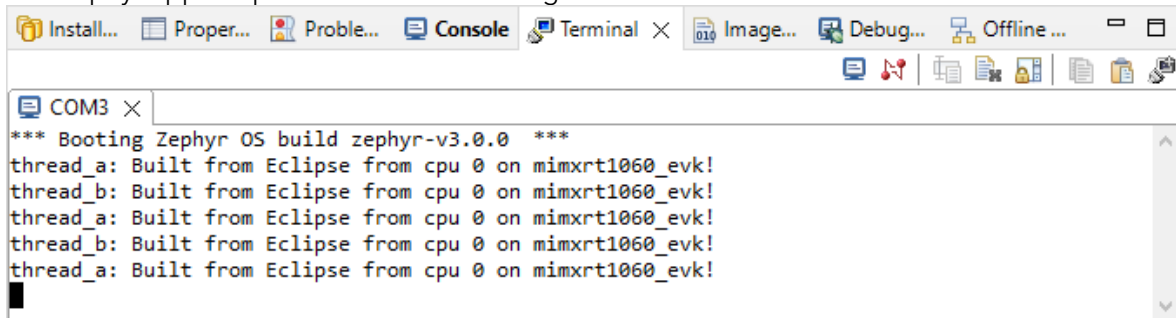 Install... Proper... Proble... Console Terminal Image... Debug... Offline ...
COM3
*** Booting Zephyr OS build zephyr-v3.0.0  ***
thread_a: Built from Eclipse from cpu 0 on mimxrt1060_evk!
thread_b: Built from Eclipse from cpu 0 on mimxrt1060_evk!
thread_a: Built from Eclipse from cpu 0 on mimxrt1060_evk!
thread_b: Built from Eclipse from cpu 0 on mimxrt1060_evk!
thread_a: Built from Eclipse from cpu 0 on mimxrt1060_evk!